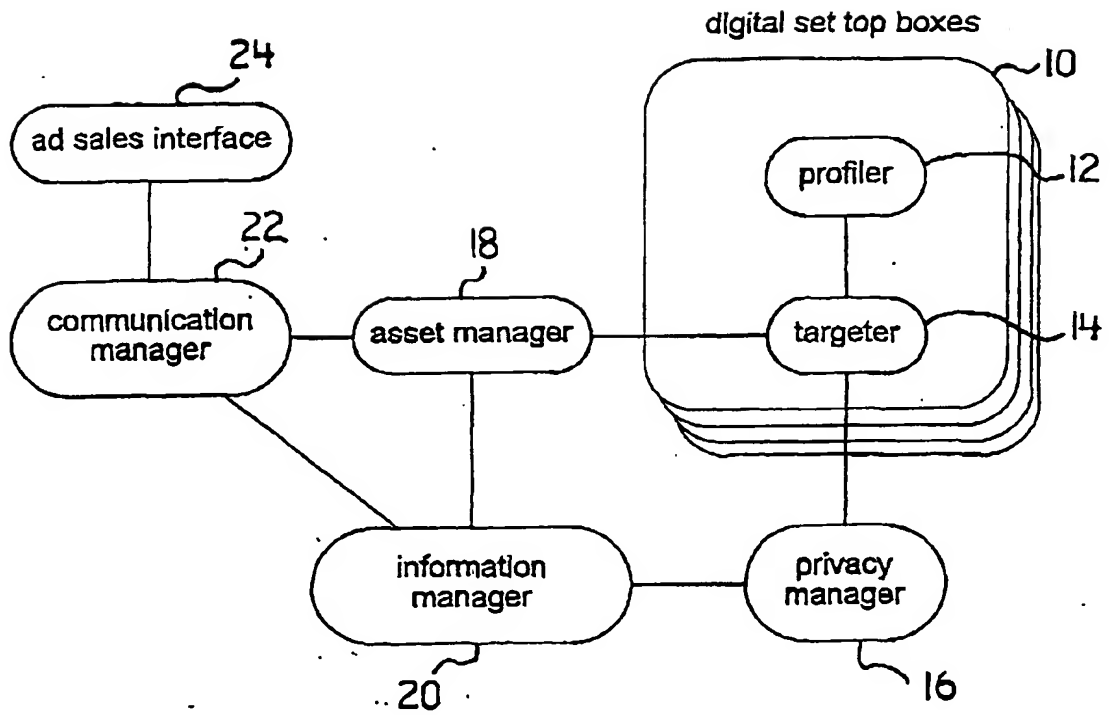 digital set top boxes
24
10
ad sales interface
profiler
12
22
18
communication
manager
asset manager
targeter
14
information
manager
privacy
manager
20
16